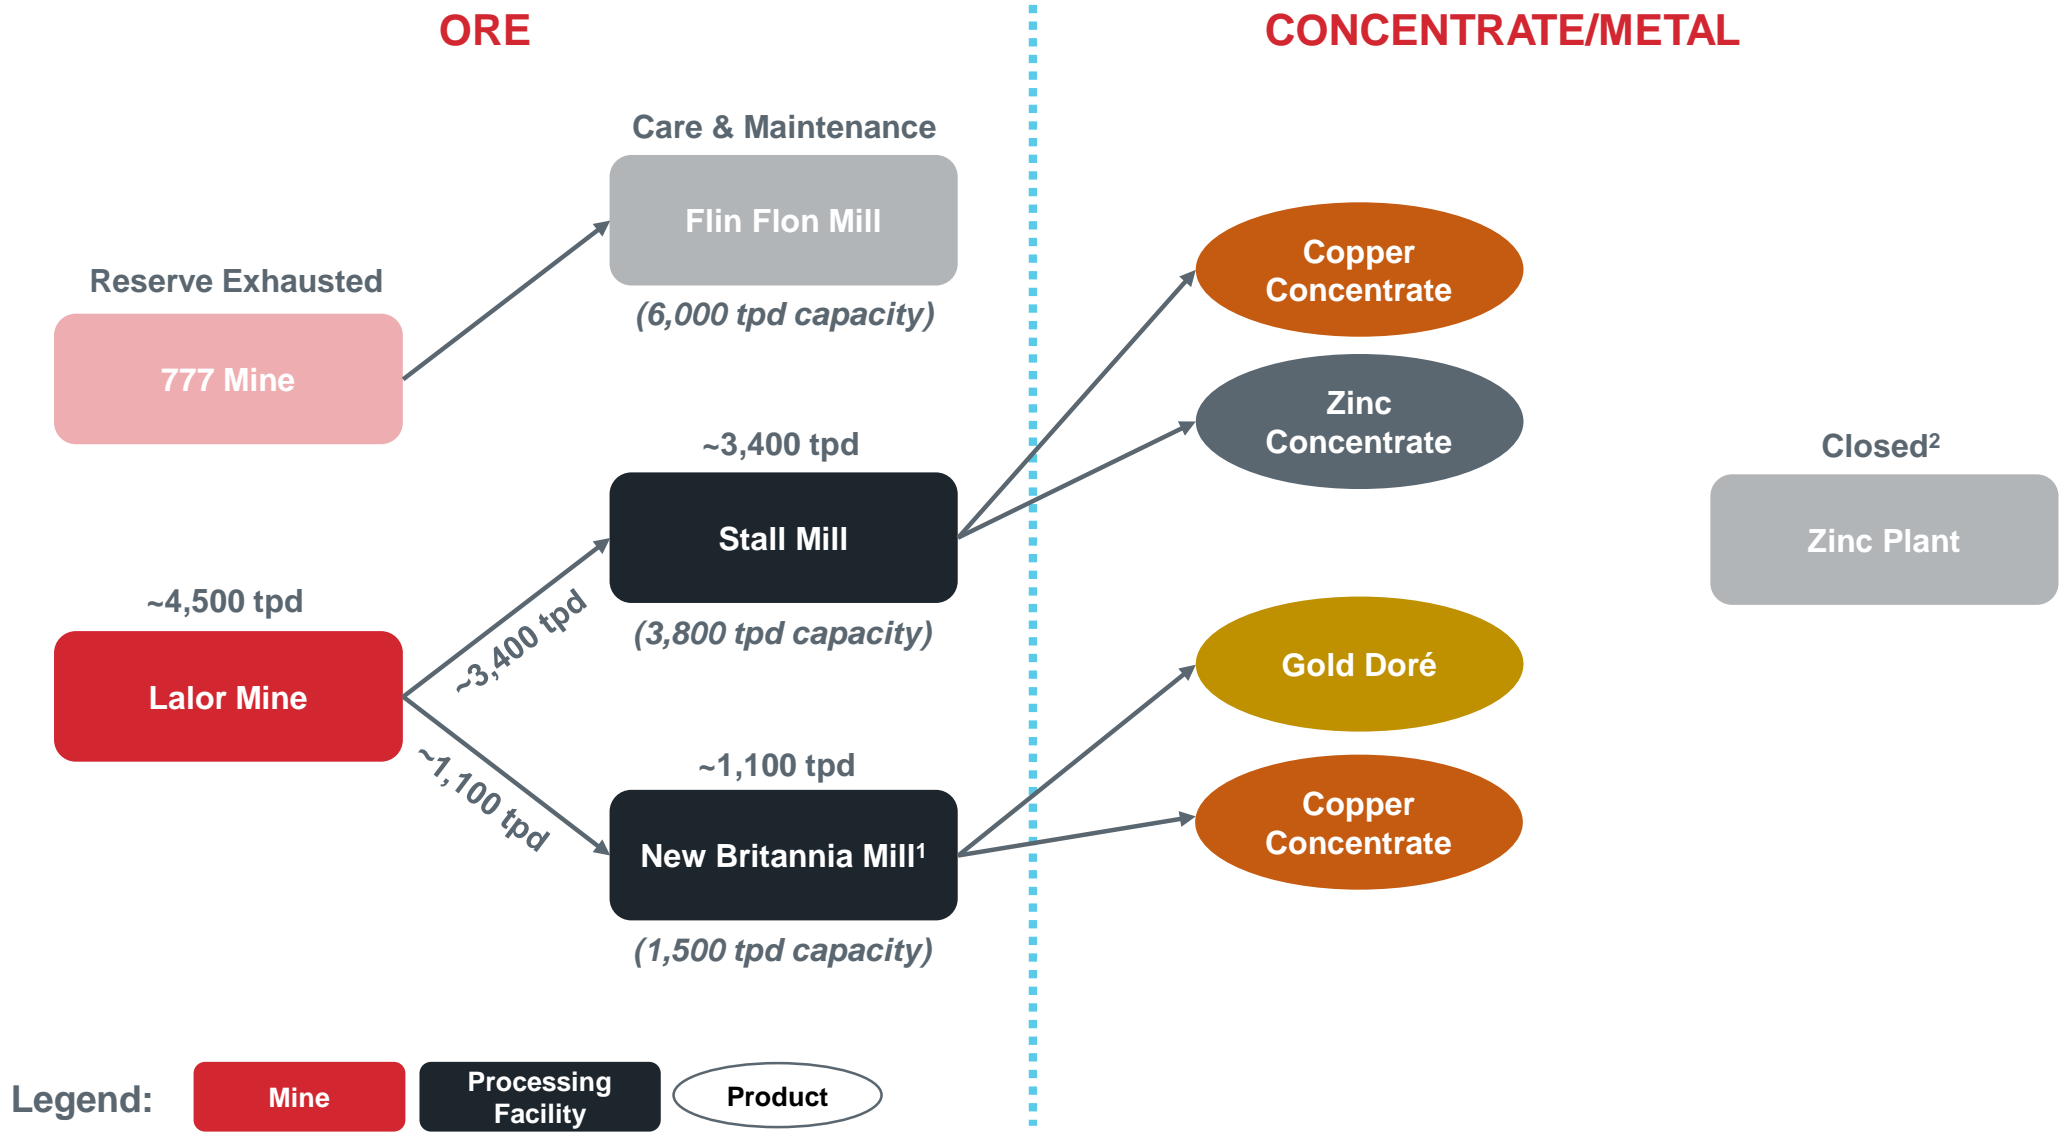 ORE
CONCENTRATE/METAL
Care & Maintenance
Flin Flon Mill
(6,000 tpd capacity)
Reserve Exhausted
777 Mine
~3,400 tpd
Stall Mill
(3,800 tpd capacity)
~4,500 tpd
Lalor Mine
~3,400 tpd
~1,100 tpd
~1,100 tpd
New Britannia Mill¹
(1,500 tpd capacity)
Copper
Concentrate
Zinc
Concentrate
Gold Doré
Copper
Concentrate
Closed²
Zinc Plant
Legend:
Mine
Processing
Facility
Product